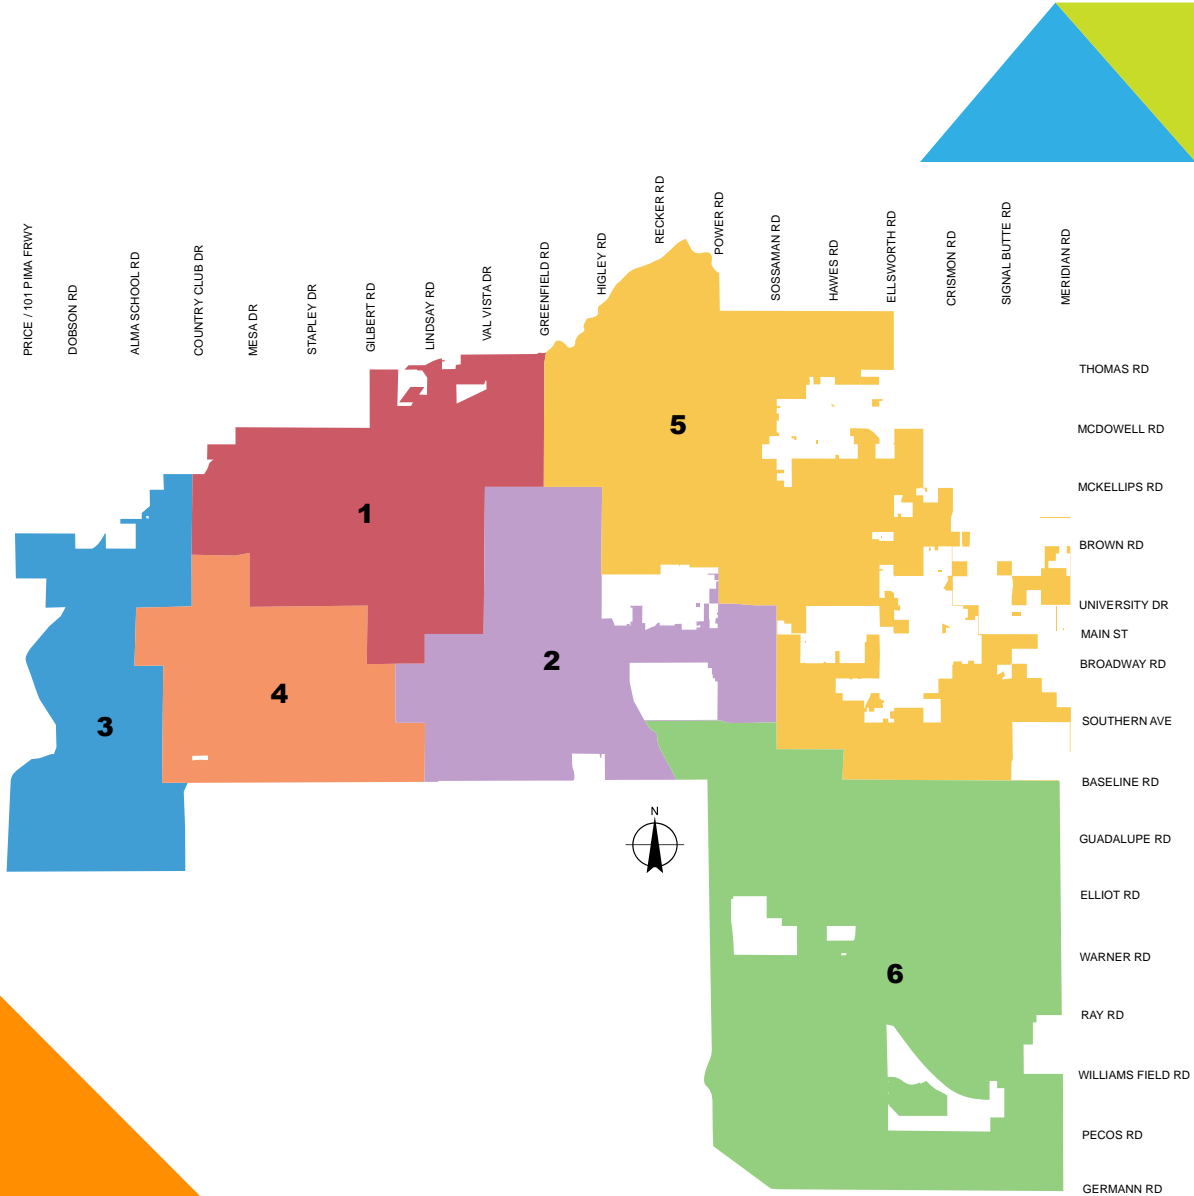 PRICE / 101 PIMA FRWY
DOBSON RD
ALMA SCHOOL RD
COUNTRY CLUB DR
MESA DR
STAPLEY DR
GILBERT RD
LINDSAY RD
VAL VISTA DR
GREENFIELD RD
HIGLEY RD
RECKER RD
POWER RD
SOSSAMAN RD
HAWES RD
ELLSWORTH RD
CRISMON RD
SIGNAL BUTTE RD
MERIDIAN RD
THOMAS RD
MCDOWELL RD
MCKELLIPS RD
BROWN RD
UNIVERSITY DR
MAIN ST
BROADWAY RD
SOUTHERN AVE
BASELINE RD
GUADALUPE RD
ELLIOT RD
WARNER RD
RAY RD
WILLIAMS FIELD RD
PECOS RD
GERMANN RD
5
1
2
4
3
N
6